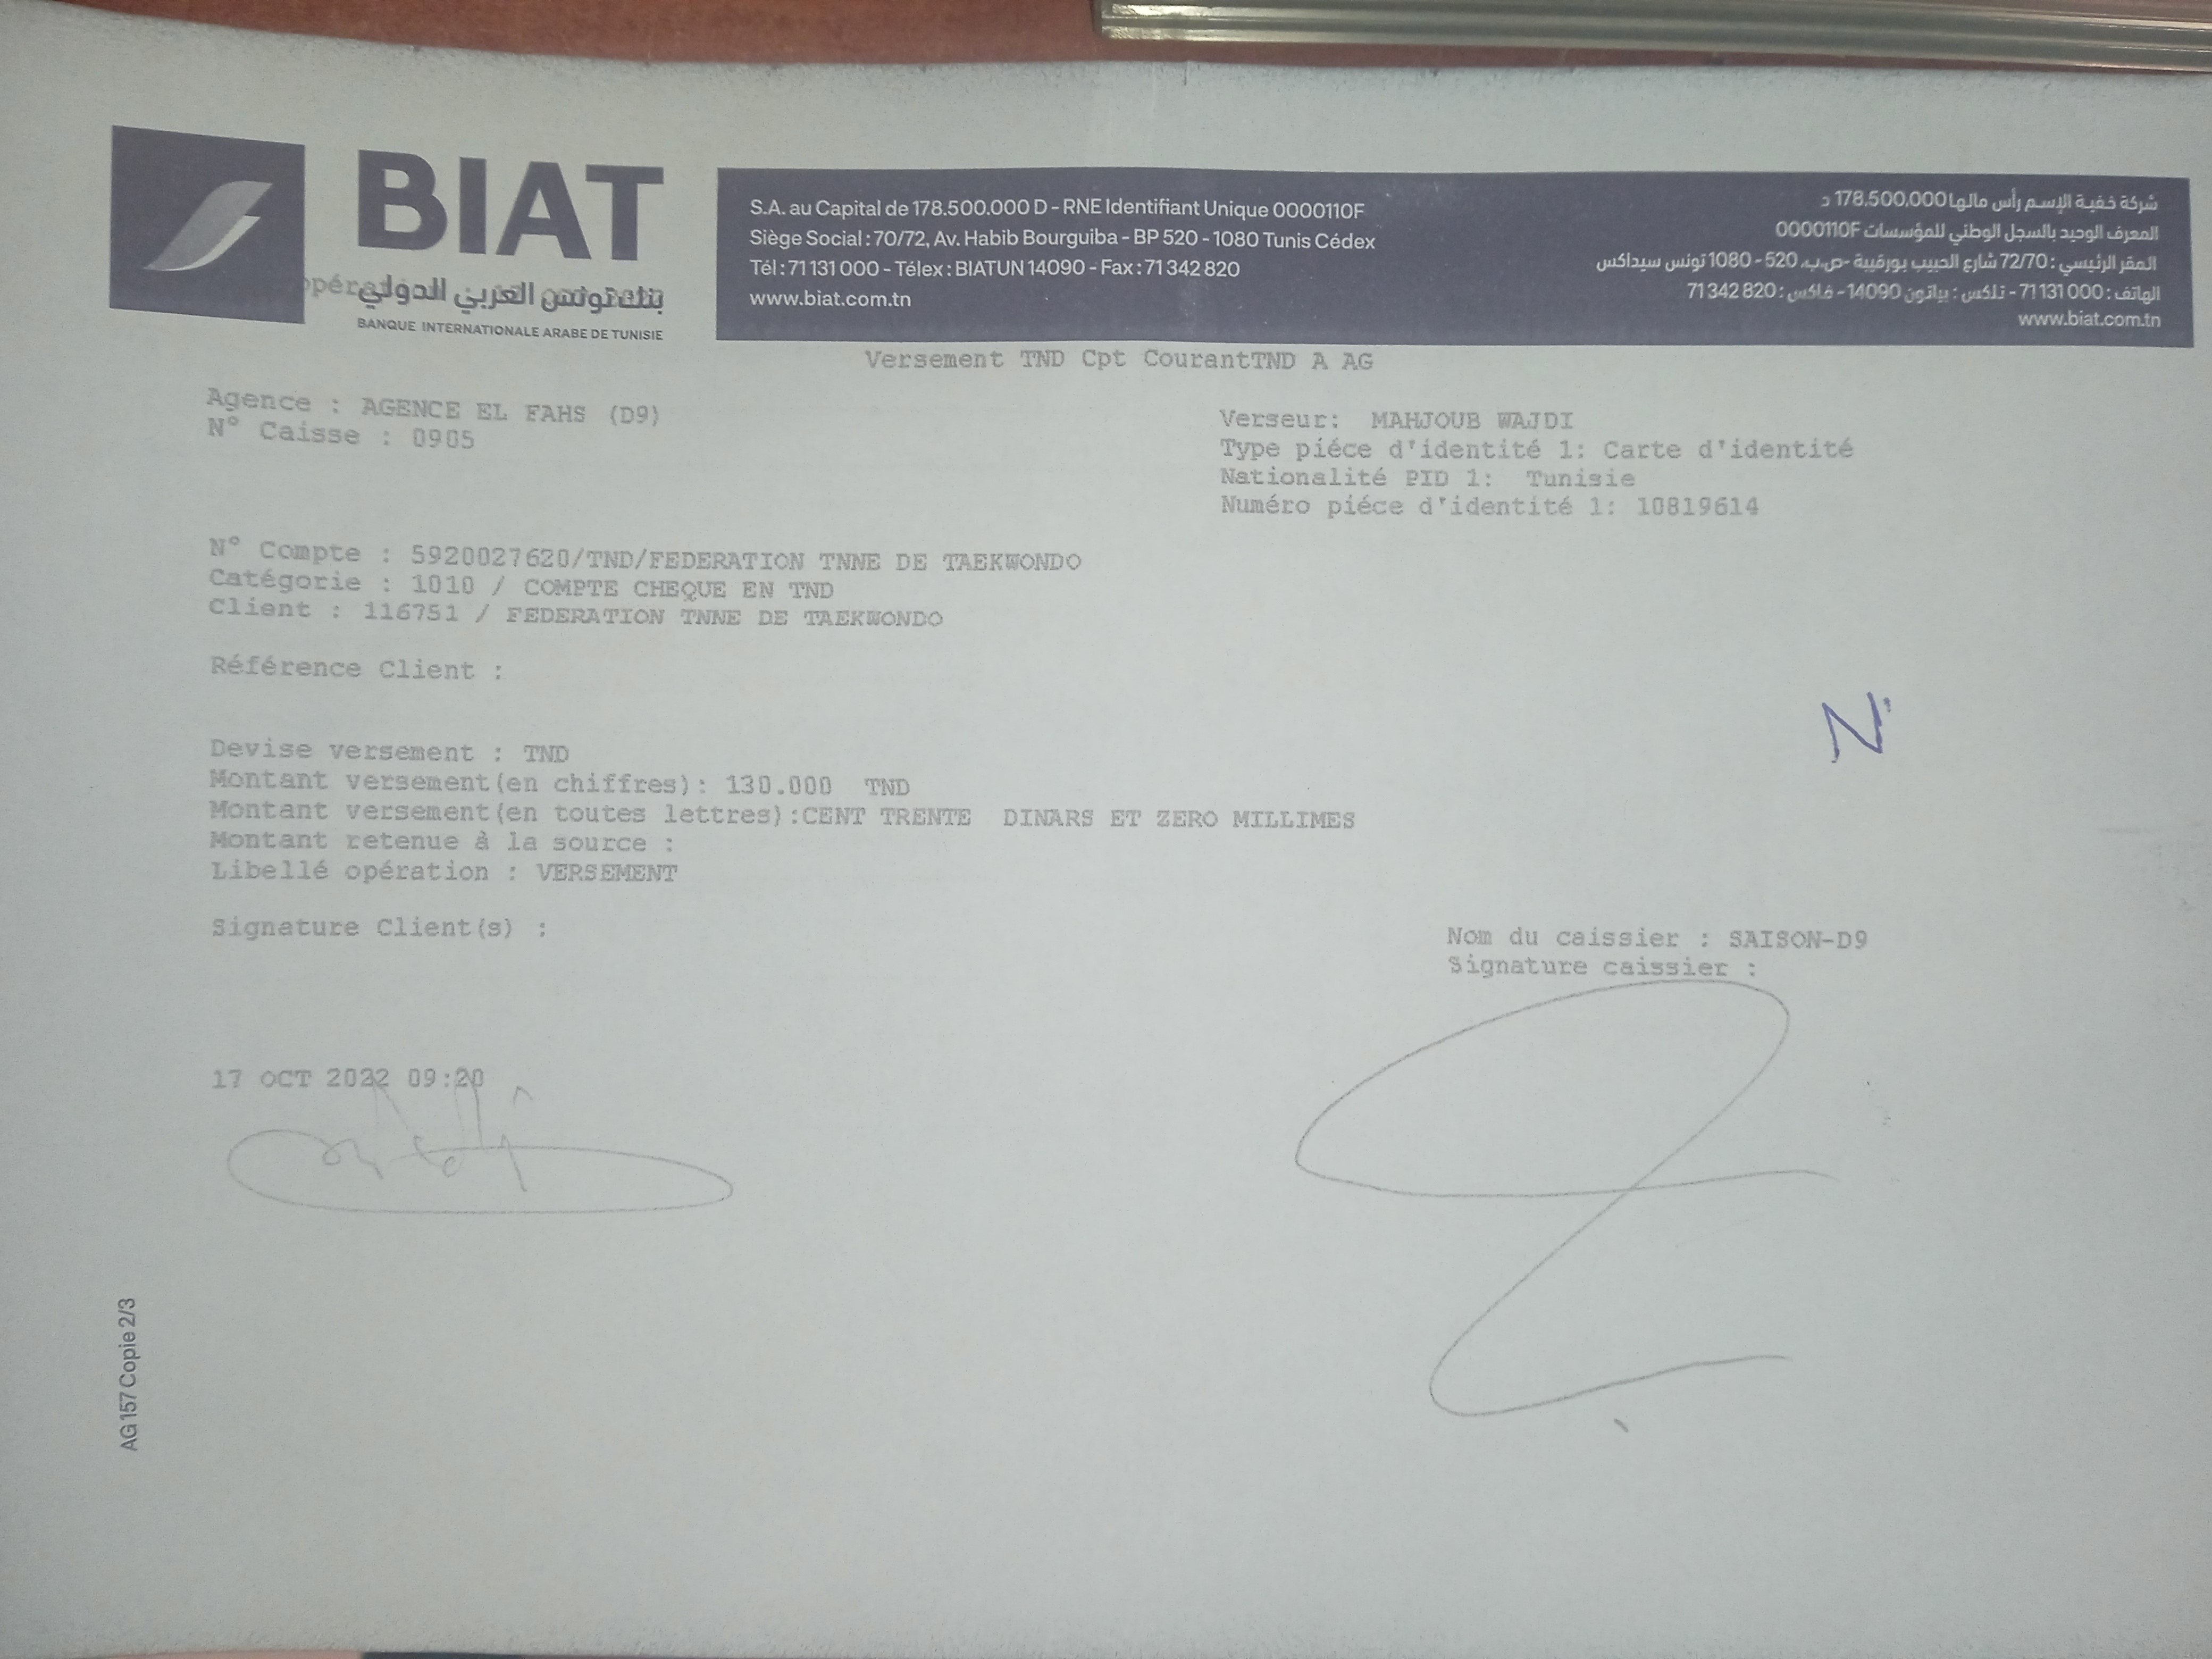 BIAT
بنك تونس العربي الدولي
BANQUE INTERNATIONALE ARABE DE TUNISIE
S.A. au Capital de 178.500.000 D - RNE Identifiant Unique 0000110F
Siège Social : 70/72, Av. Habib Bourguiba - BP 520 - 1080 Tunis Cédex
Tél : 71 131 000 - Télex : BIATUN 14090 - Fax : 71 342 820
www.biat.com.tn
شركة خفية الإسم رأس مالها 178,500,000 د
المعرف الوحيد بالسجل الوطني للمؤسسات 0000110F
المقر الرئيسي : 72/70 شارع الحبيب بورقيبة -ص.ب. 520 - 1080 تونس سيداكس
الهاتف : 71 131 000 - تلكس : بياتون 14090 - فاكس : 71 342 820
www.biat.com.tn
Versement TND Cpt CourantTND A AG
Agence : AGENCE EL FAHS (D9)
N° Caisse : 0905
Verseur: MAHJOUB WAJDI
Type piéce d'identité 1: Carte d'identité
Nationalité PID 1: Tunisie
Numéro piéce d'identité 1: 10819614
N° Compte : 5920027620/TND/FEDERATION TNNE DE TAEKWONDO
Catégorie : 1010 / COMPTE CHEQUE EN TND
Client : 116751 / FEDERATION TNNE DE TAEKWONDO
Référence Client :
Devise versement : TND
Montant versement(en chiffres): 130.000 TND
Montant versement(en toutes lettres):CENT TRENTE DINARS ET ZERO MILLIMES
Montant retenue à la source :
Libellé opération : VERSEMENT
Signature Client(s) :
Nom du caissier : SAISON-D9
Signature caissier :
17 OCT 2022 09:20
AG 157 Copie 2/3